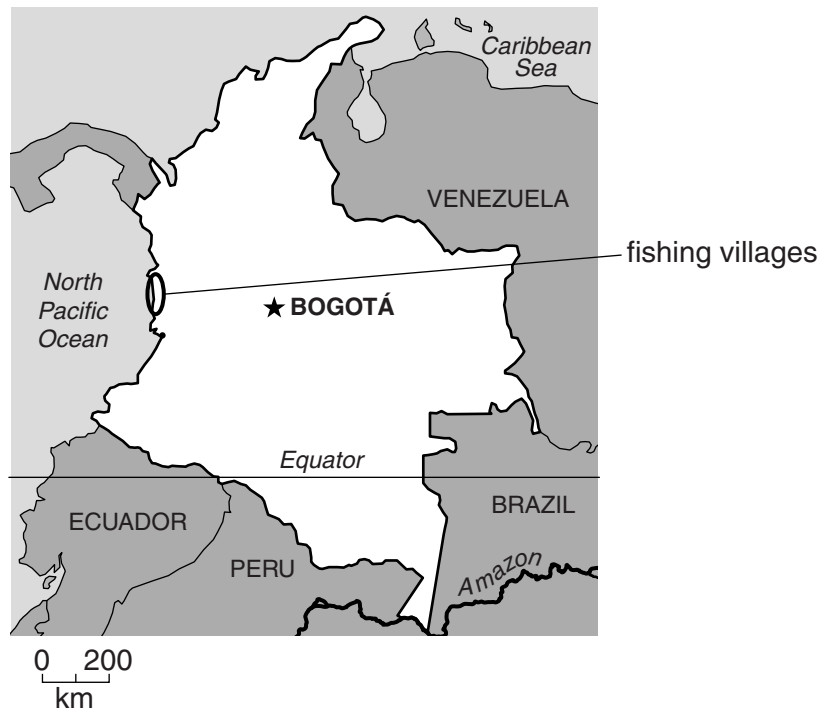 Caribbean
Sea
VENEZUELA
fishing villages
North
Pacific
Ocean
BOGOTÁ
Equator
ECUADOR
BRAZIL
PERU
Amazon
0 200
km